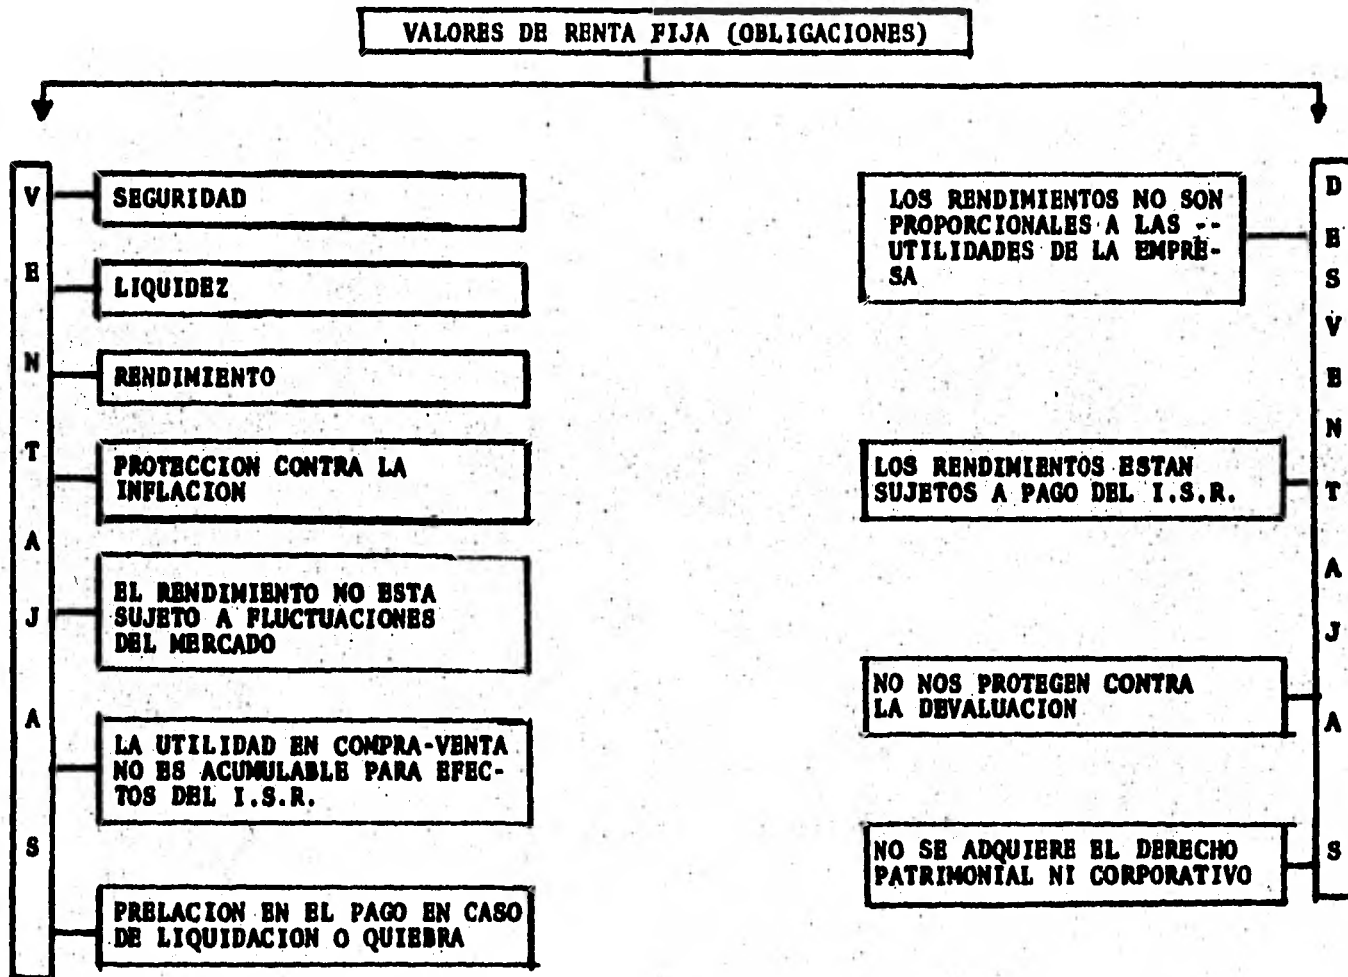 VALORES DE RENTA FIJA (OBLIGACIONES)
VENTAJAS
SEGURIDAD
LIQUIDEZ
RENDIMIENTO
PROTECCION CONTRA LA
INFLACION
EL RENDIMIENTO NO ESTA
SUJETO A FLUCTUACIONES
DEL MERCADO
LA UTILIDAD EN COMPRA-VENTA
NO ES ACUMULABLE PARA EFEC-
TOS DEL I.S.R.
PRELACION EN EL PAGO EN CASO
DE LIQUIDACION O QUIEBRA
DESVENTAJAS
LOS RENDIMIENTOS NO SON
PROPORCIONALES A LAS --
UTILIDADES DE LA EMPRE-
SA
LOS RENDIMIENTOS ESTAN
SUJETOS A PAGO DEL I.S.R.
NO NOS PROTEGEN CONTRA
LA DEVALUACION
NO SE ADQUIERE EL DERECHO
PATRIMONIAL NI CORPORATIVO